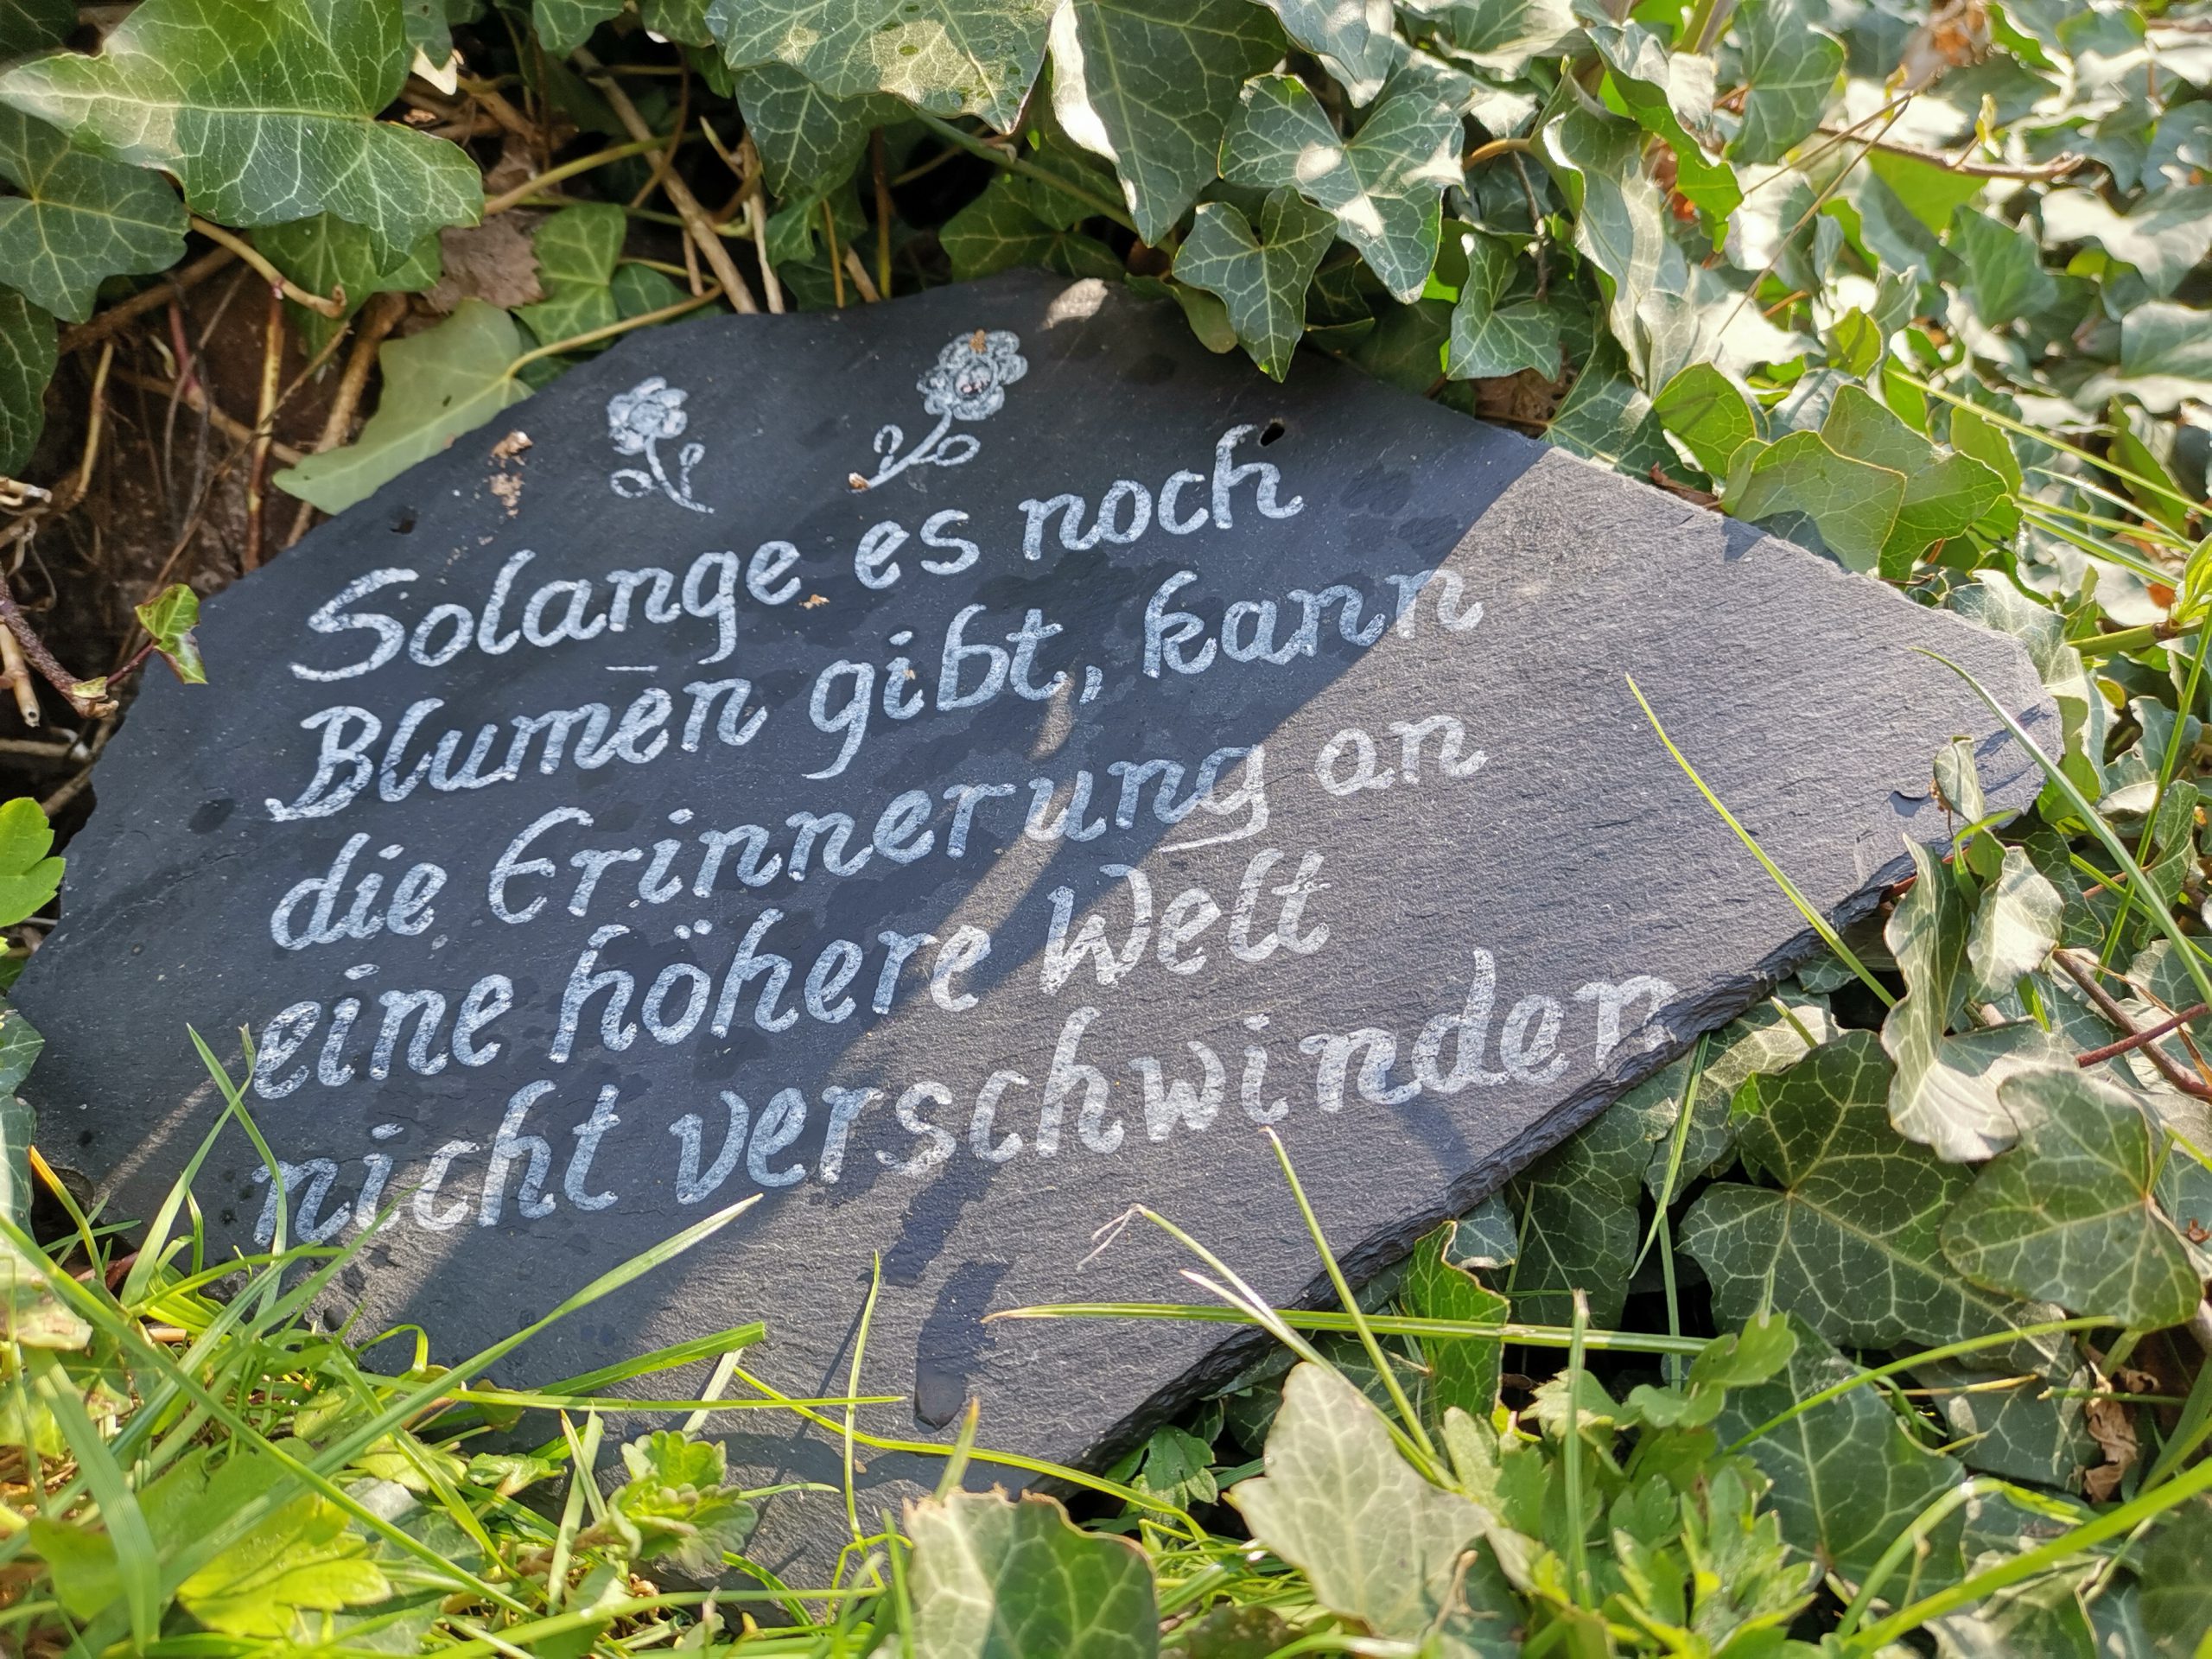 Solange es noch
Blumen gibt, kann
die Erinnerung an
eine höhere Welt
nicht verschwinden